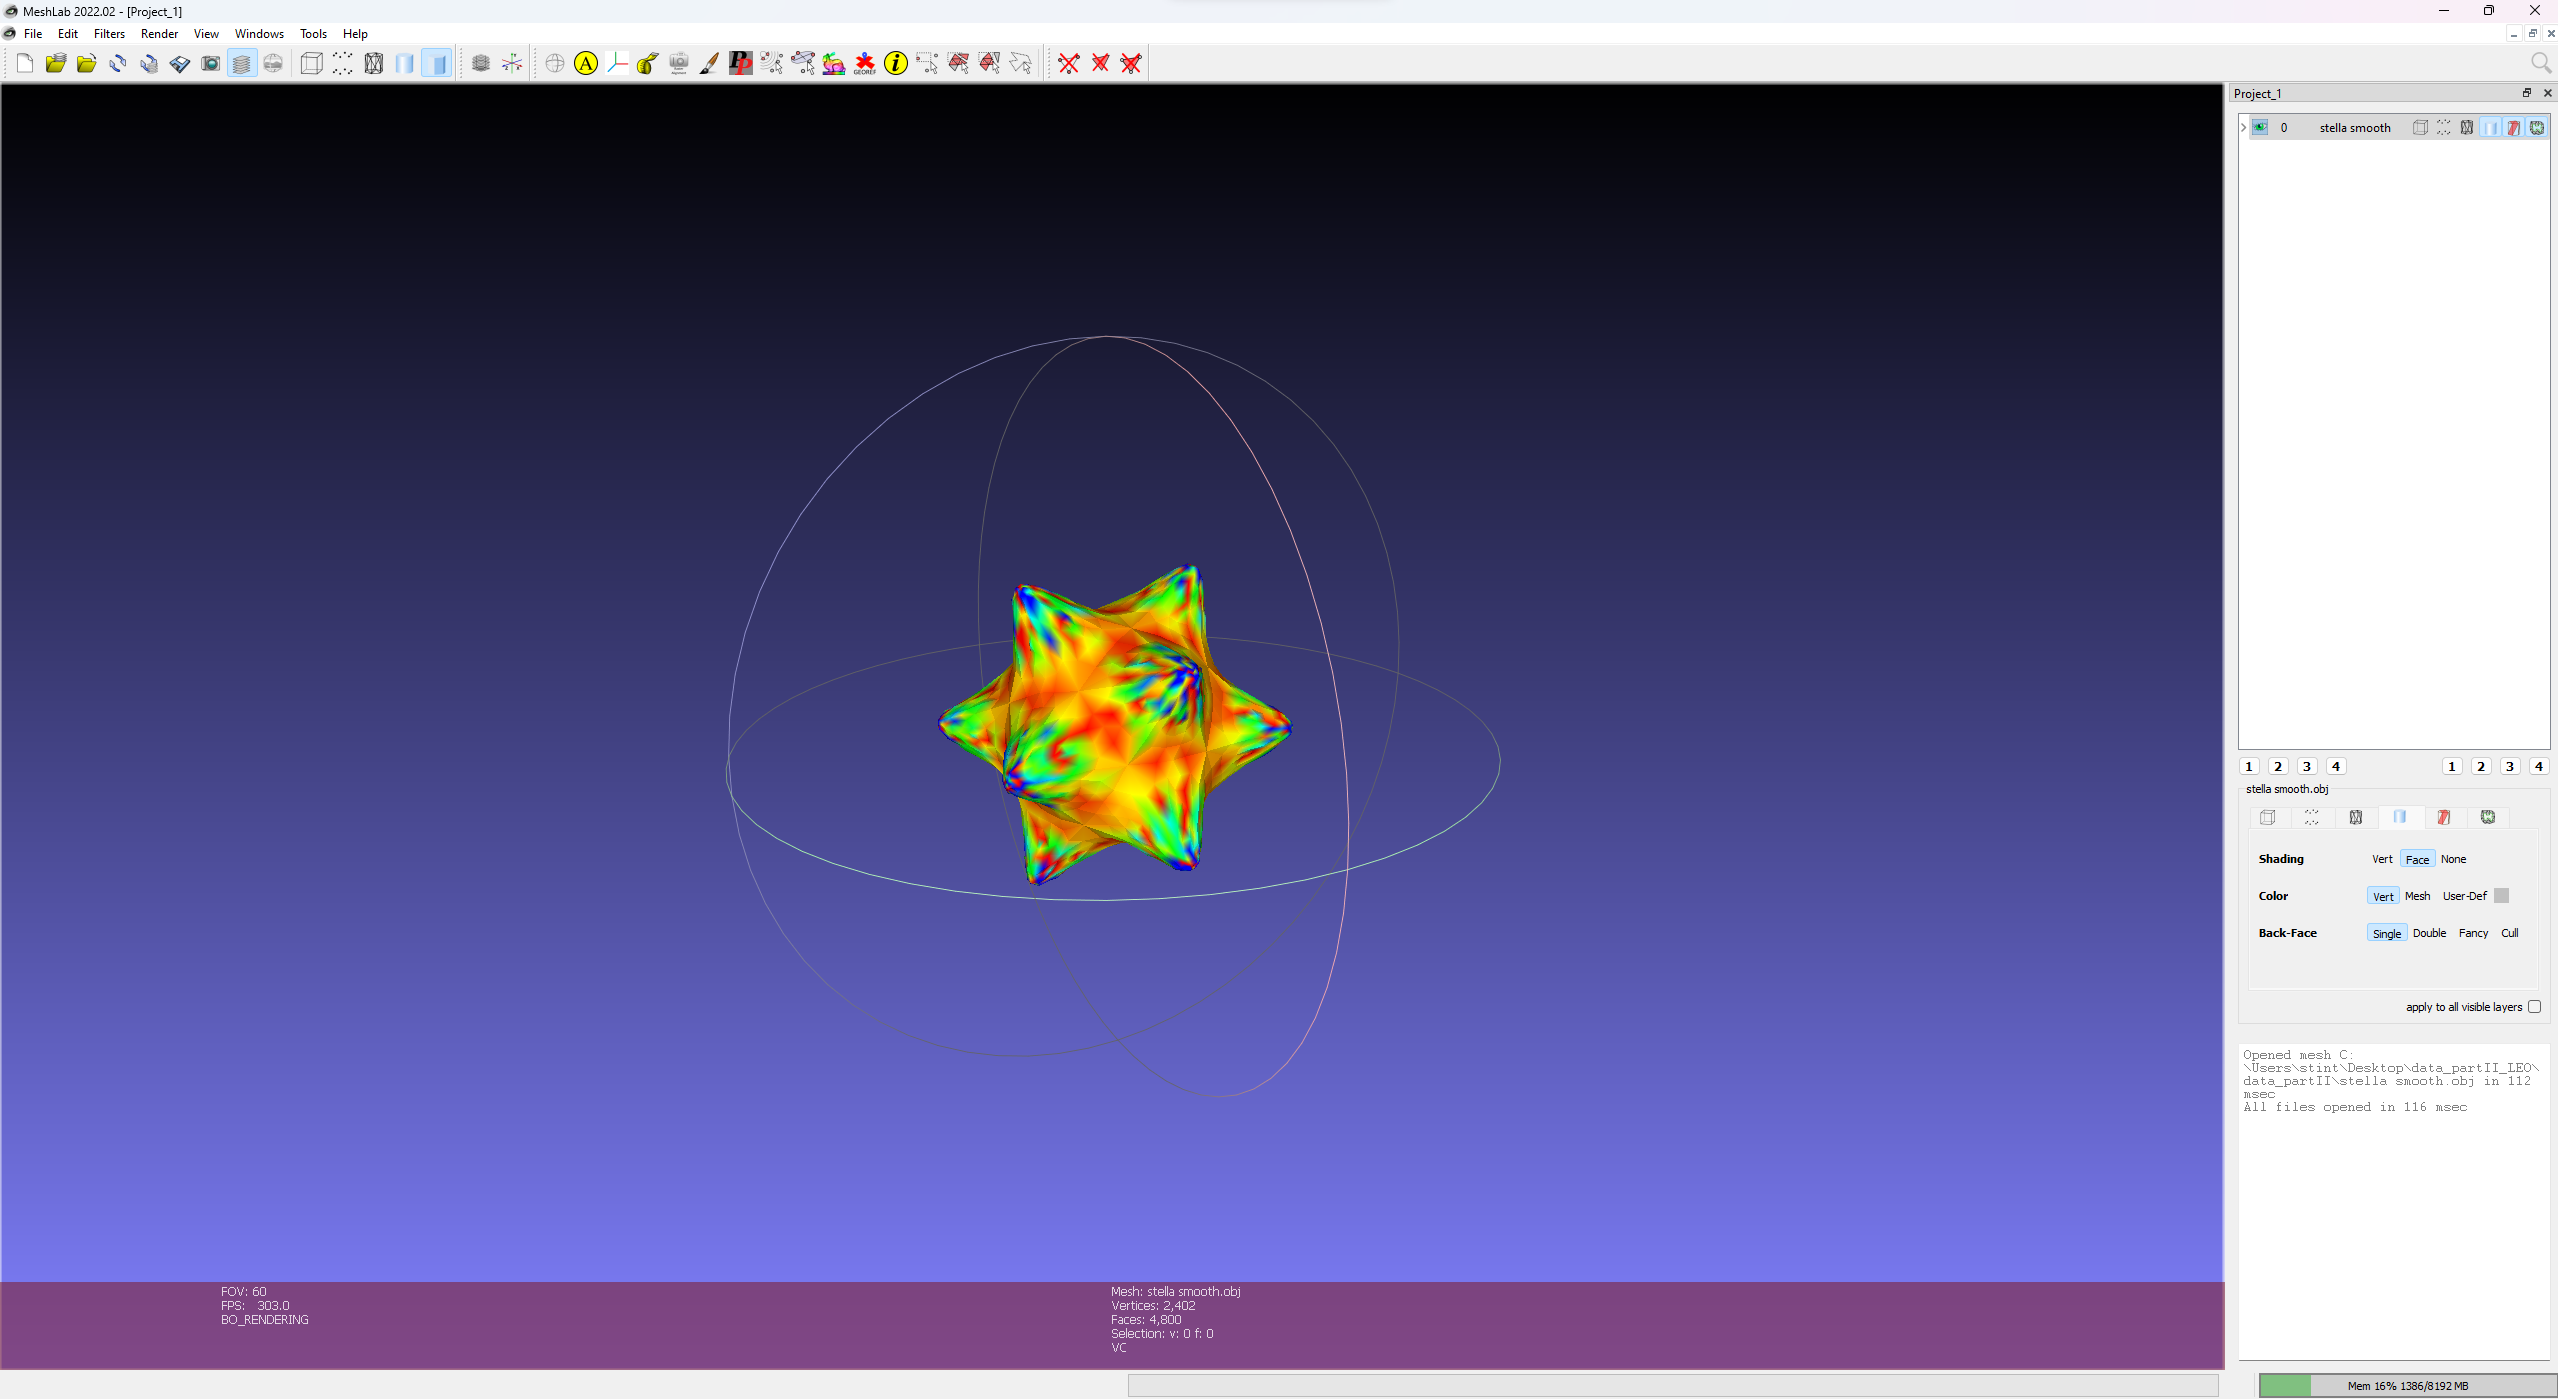 MeshLab 2022.02 - [Project_1]
File Edit Filters Render View Windows Tools Help
A
PP
GEOREF
i
Project_1
0 stella smooth
1 2 3 4 1 2 3 4
stella smooth.obj
Shading Vert Face None
Color Vert Mesh User-Def
Back-Face Single Double Fancy Cull
apply to all visible layers
Opened mesh C:
\Users\stint\Desktop\data_partII_LEO\
data_partII\stella smooth.obj in 112
msec
All files opened in 116 msec
FOV: 60
FPS: 303.0
BO_RENDERING
Mesh: stella smooth.obj
Vertices: 2,402
Faces: 4,800
Selection: v: 0 f: 0
VC
Mem 16% 1386/8192 MB